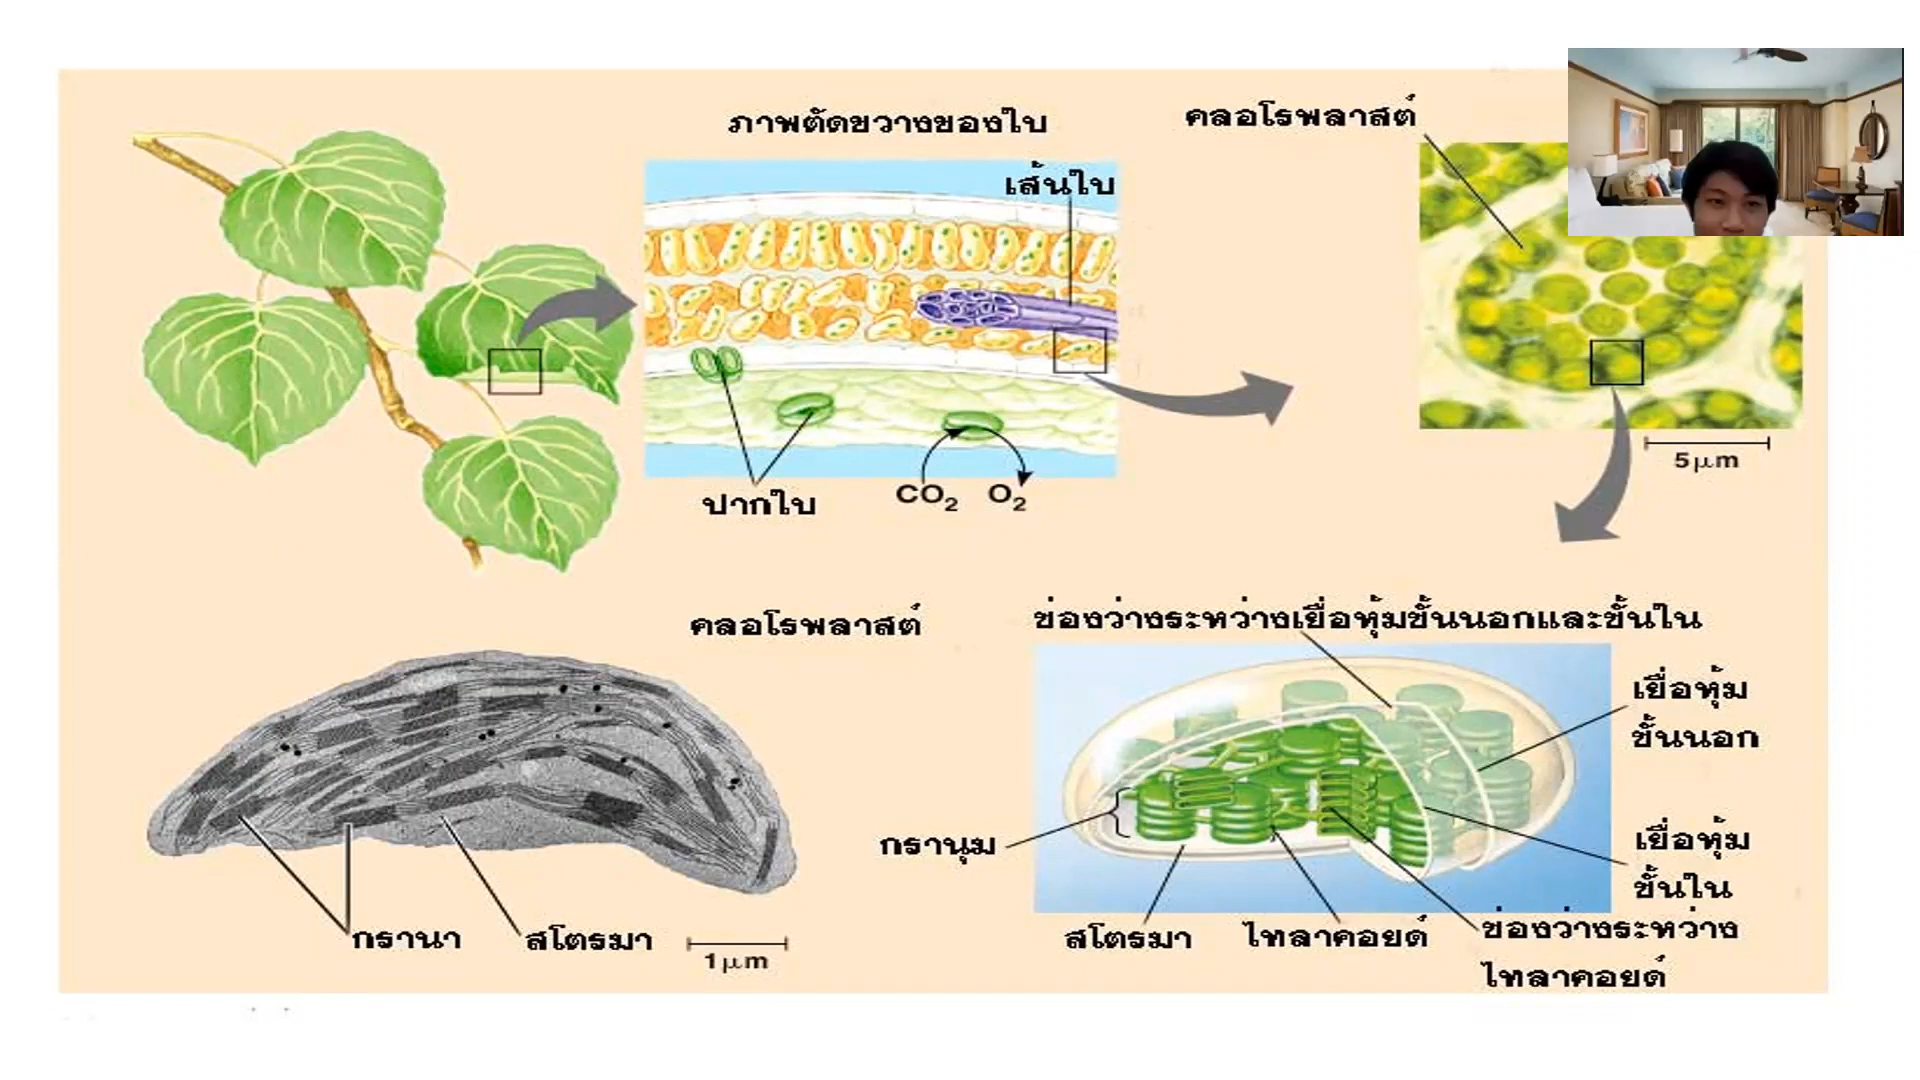 ภาพตัดขวางของใบ
คลอโรพลาสต์
เส้นใบ
ปากใบ
CO₂
O₂
5μm
คลอโรพลาสต์
ช่องว่างระหว่างเยื่อหุ้มชั้นนอกและชั้นใน
เยื่อหุ้ม
ชั้นนอก
กรานุม
เยื่อหุ้ม
ชั้นใน
กรานา
สโตรมา
1μm
สโตรมา
ไทลาคอยด์
ช่องว่างระหว่าง
ไทลาคอยด์